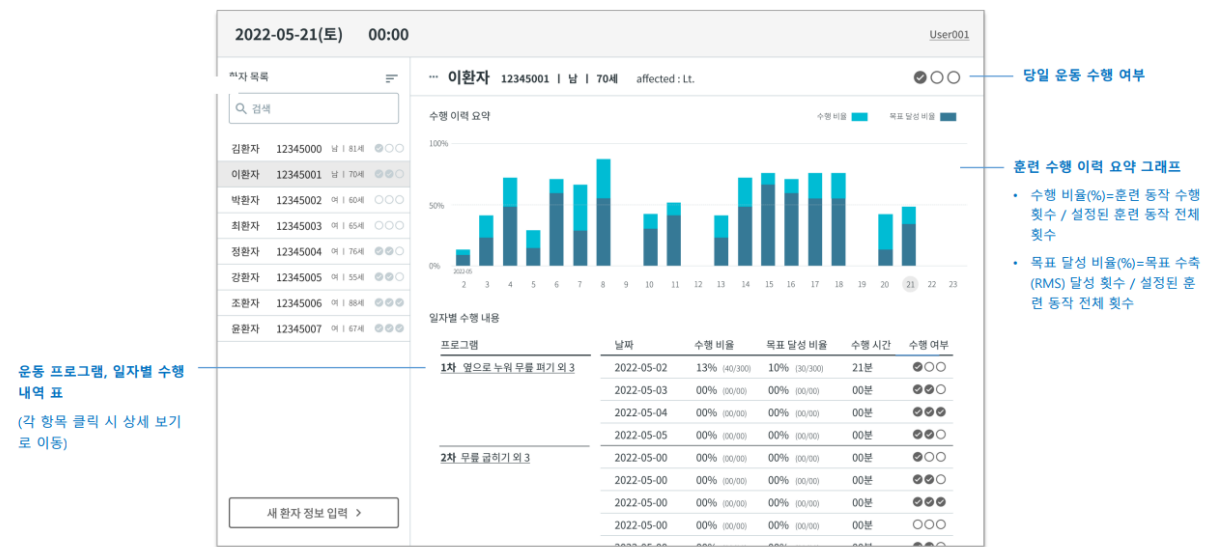 2022-05-21(토) 00:00
User001
환자 목록
검색
김환자 12345000 남 | 81세
이환자 12345001 남 | 70세
박환자 12345002 여 | 60세
최환자 12345003 여 | 65세
정환자 12345004 여 | 76세
강환자 12345005 여 | 55세
조환자 12345006 여 | 88세
윤환자 12345007 여 | 67세
새 환자 정보 입력 >
··· 이환자 12345001 | 남 | 70세 affected : Lt.
수행 이력 요약
수행 비율 목표 달성 비율
100%
50%
0%
2022-05
2 3 4 5 6 7 8 9 10 11 12 13 14 15 16 17 18 19 20 21 22 23
일자별 수행 내용
프로그램 날짜 수행 비율 목표 달성 비율 수행 시간 수행 여부
1차 옆으로 누워 무릎 펴기 외 3 2022-05-02 13% (40/300) 10% (30/300) 21분
2022-05-03 00% (00/00) 00% (00/00) 00분
2022-05-04 00% (00/00) 00% (00/00) 00분
2022-05-05 00% (00/00) 00% (00/00) 00분
2차 무릎 굽히기 외 3 2022-05-00 00% (00/00) 00% (00/00) 00분
2022-05-00 00% (00/00) 00% (00/00) 00분
2022-05-00 00% (00/00) 00% (00/00) 00분
2022-05-00 00% (00/00) 00% (00/00) 00분
당일 운동 수행 여부
훈련 수행 이력 요약 그래프
• 수행 비율(%)=훈련 동작 수행
횟수 / 설정된 훈련 동작 전체
횟수
• 목표 달성 비율(%)=목표 수축
(RMS) 달성 횟수 / 설정된 훈
련 동작 전체 횟수
운동 프로그램, 일자별 수행
내역 표
(각 항목 클릭 시 상세 보기
로 이동)